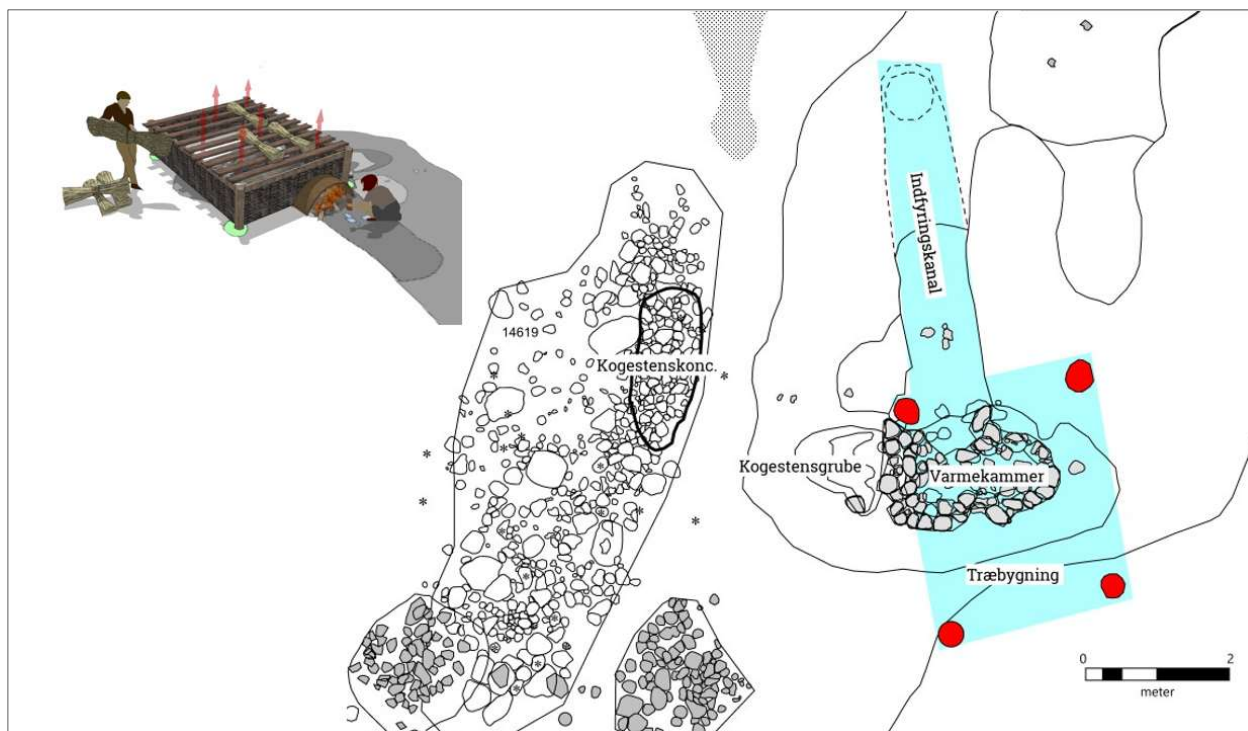 Indfyringskanal
14619
Kogestenskonc.
Kogestensgrube
Varmekammer
Træbygning
0 2
meter